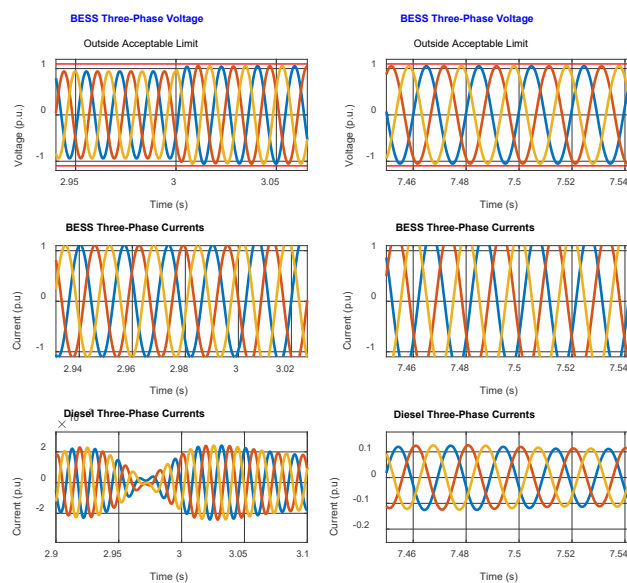 BESS Three-Phase Voltage
Outside Acceptable Limit
Voltage (p.u.)
1
0
-1
2.95 3 3.05
Time (s)
BESS Three-Phase Voltage
Outside Acceptable Limit
Voltage (p.u.)
1
0
-1
7.46 7.48 7.5 7.52 7.54
Time (s)
BESS Three-Phase Currents
Current (p.u)
1
0
-1
2.94 2.96 2.98 3 3.02
Time (s)
BESS Three-Phase Currents
Current (p.u)
1
0
-1
7.46 7.48 7.5 7.52 7.54
Time (s)
Diesel Three-Phase Currents
×
Current (p.u)
2
0
-2
2.9 2.95 3 3.05 3.1
Time (s)
Diesel Three-Phase Currents
Current (p.u)
0.1
0
-0.1
-0.2
7.46 7.48 7.5 7.52 7.54
Time (s)